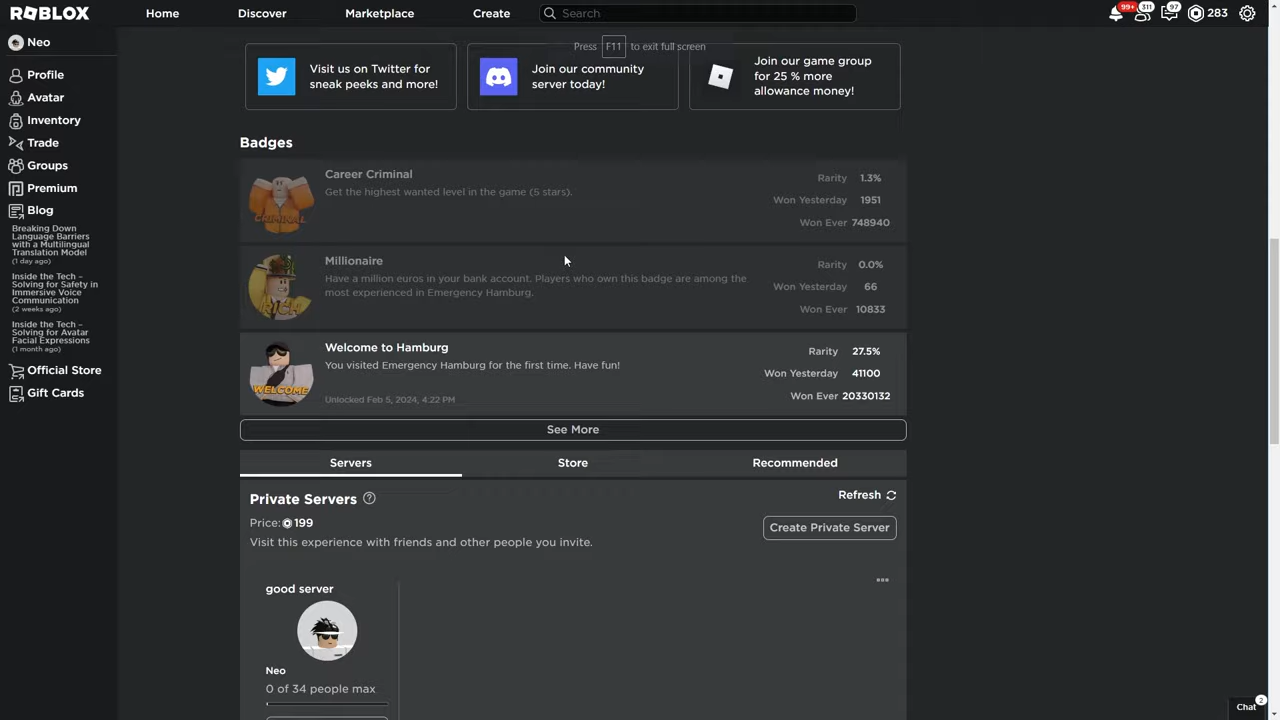 ROBLOX
Home
Discover
Marketplace
Create
Search
99+
311
97
283
Neo
Profile
Avatar
Inventory
Trade
Groups
Premium
Blog
Breaking Down
Language Barriers
with a Multilingual
Translation Model
(1 day ago)
Inside the Tech –
Solving for Safety in
Immersive Voice
Communication
(2 weeks ago)
Inside the Tech –
Solving for Avatar
Facial Expressions
(1 month ago)
Official Store
Gift Cards
Press F11 to exit full screen
Visit us on Twitter for
sneak peeks and more!
Join our community
server today!
Join our game group
for 25 % more
allowance money!
Badges
CRIMINAL
Career Criminal
Get the highest wanted level in the game (5 stars).
Rarity 1.3%
Won Yesterday 1951
Won Ever 748940
RICH
Millionaire
Have a million euros in your bank account. Players who own this badge are among the
most experienced in Emergency Hamburg.
Rarity 0.0%
Won Yesterday 66
Won Ever 10833
WELCOME
Welcome to Hamburg
You visited Emergency Hamburg for the first time. Have fun!
Unlocked Feb 5, 2024, 4:22 PM
Rarity 27.5%
Won Yesterday 41100
Won Ever 20330132
See More
Servers
Store
Recommended
Private Servers
Refresh
Price: 199
Create Private Server
Visit this experience with friends and other people you invite.
good server
Neo
0 of 34 people max
Chat
2